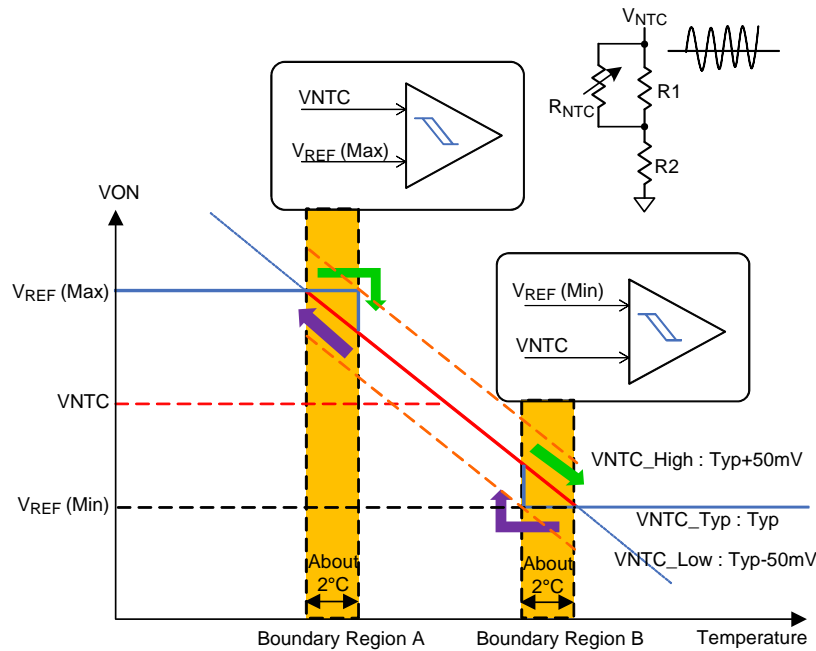 VNTC
RNTC
R1
R2
VNTC
VREF (Max)
VON
VREF (Max)
VREF (Min)
VNTC
VNTC
VNTC_High : Typ+50mV
VREF (Min)
VNTC_Typ : Typ
VNTC_Low : Typ-50mV
About
2°C
About
2°C
Boundary Region A
Boundary Region B
Temperature